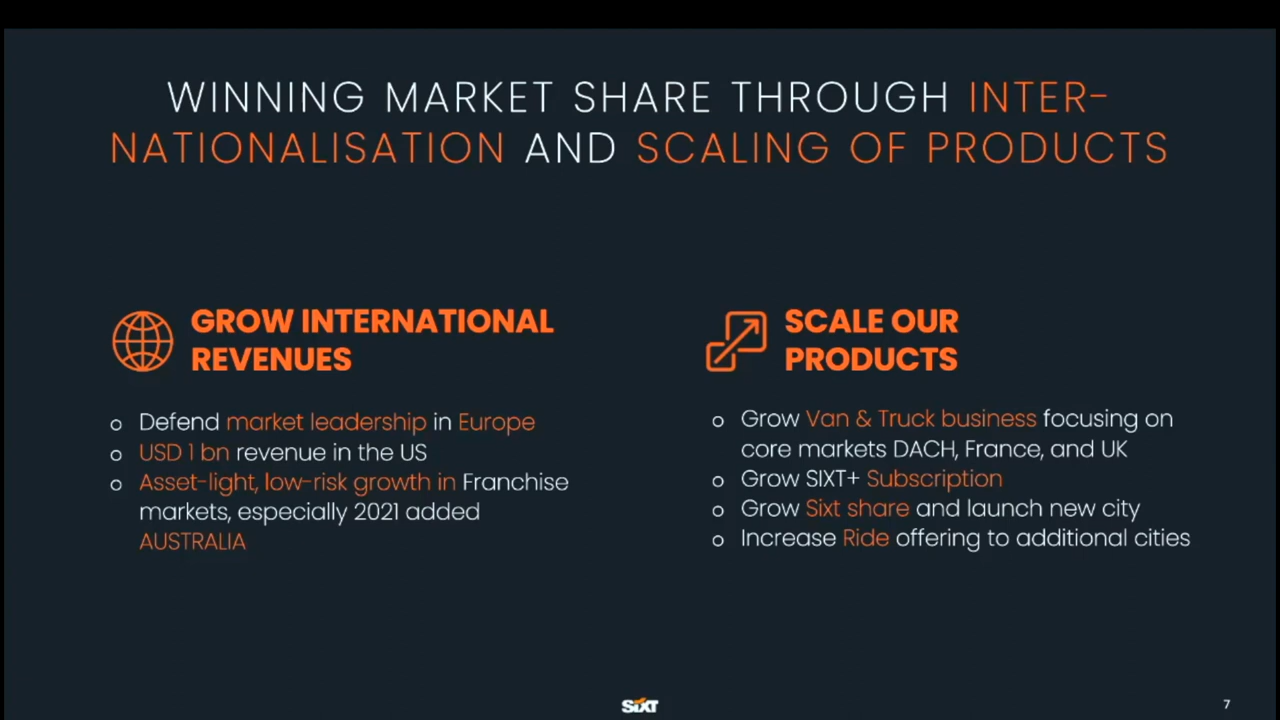 WINNING MARKET SHARE THROUGH INTER-
NATIONALISATION AND SCALING OF PRODUCTS
GROW INTERNATIONAL
REVENUES
o Defend market leadership in Europe
o USD 1 bn revenue in the US
o Asset-light, low-risk growth in Franchise
markets, especially 2021 added
AUSTRALIA
SCALE OUR
PRODUCTS
o Grow Van & Truck business focusing on
core markets DACH, France, and UK
o Grow SIXT+ Subscription
o Grow Sixt share and launch new city
o Increase Ride offering to additional cities
SIXT
7